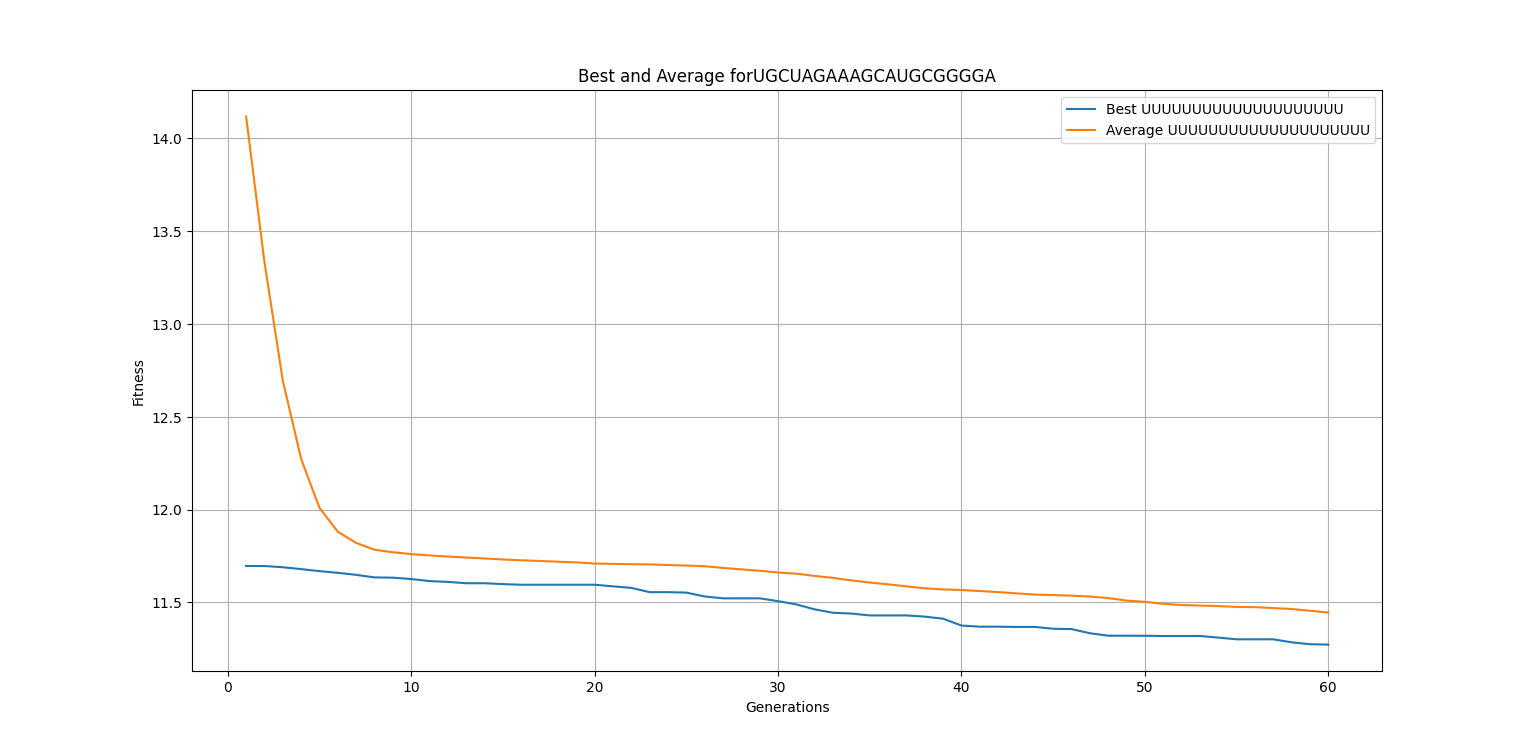 Best and Average forUGCUAGAAAGCAUGCGGGGA
Best UUUUUUUUUUUUUUUUUUUU
Average UUUUUUUUUUUUUUUUUUUU
14.0
13.5
13.0
12.5
12.0
11.5
Fitness
0 10 20 30 40 50 60
Generations